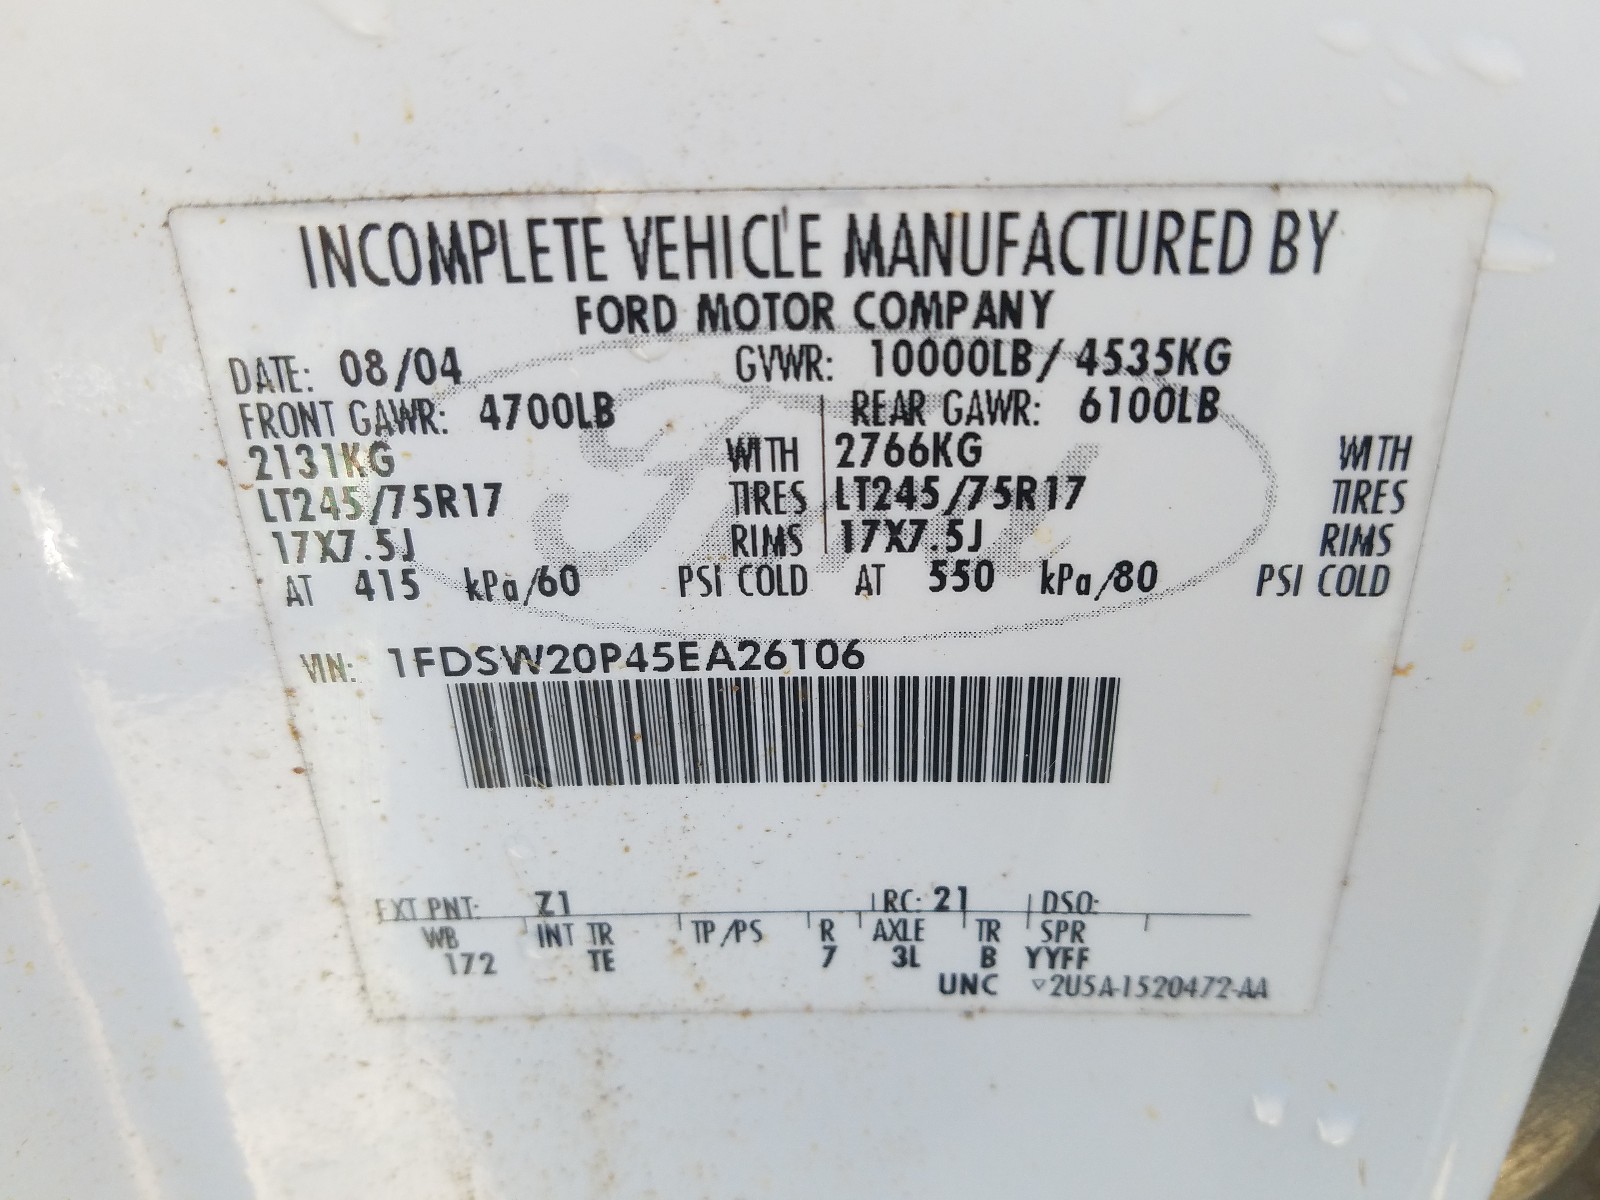 INCOMPLETE VEHICLE MANUFACTURED BY
FORD MOTOR COMPANY
DATE: 08/04 GVWR: 10000LB/4535KG
FRONT GAWR: 4700LB REAR GAWR: 6100LB
2131KG WITH 2766KG WITH
LT245/75R17 TIRES LT245/75R17 TIRES
17X7.5J RIMS 17X7.5J RIMS
AT 415 kPa/60 PSI COLD AT 550 kPa/80 PSI COLD
VIN: 1FDSW20P45EA26106
EXT PNT: Z1 RC: 21 DSO:
WB INT TR TP/PS R AXLE TR SPR
172 TE 7 3L B YYFF
UNC ▽2U5A-1520472-AA